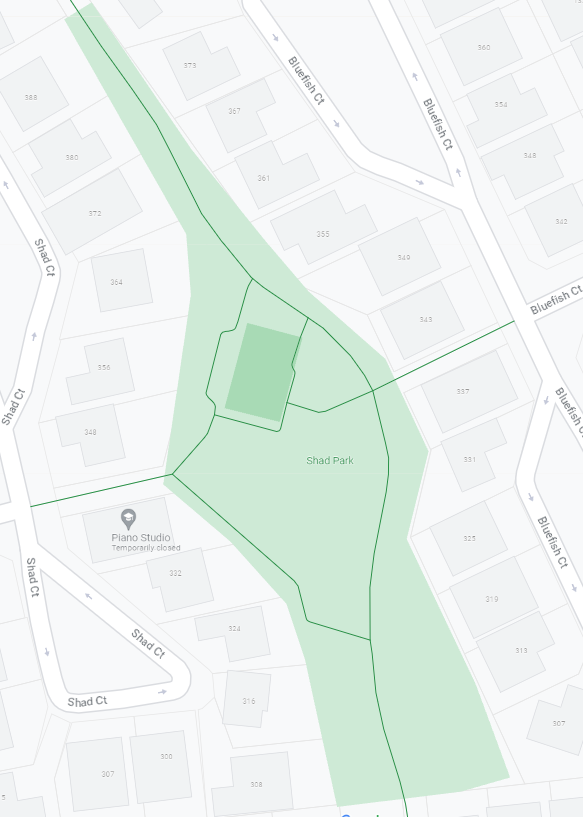 360
373
Bluefish Ct
388
367
354
Bluefish Ct
380
348
361
372
342
355
Shad Ct
349
364
Bluefish Ct
343
356
337
Shad Ct
Bluefish Ct
348
331
Shad Park
Piano Studio
Temporarily closed
325
Bluefish Ct
332
Shad Ct
319
324
Shad Ct
313
316
Shad Ct
307
300
307
308